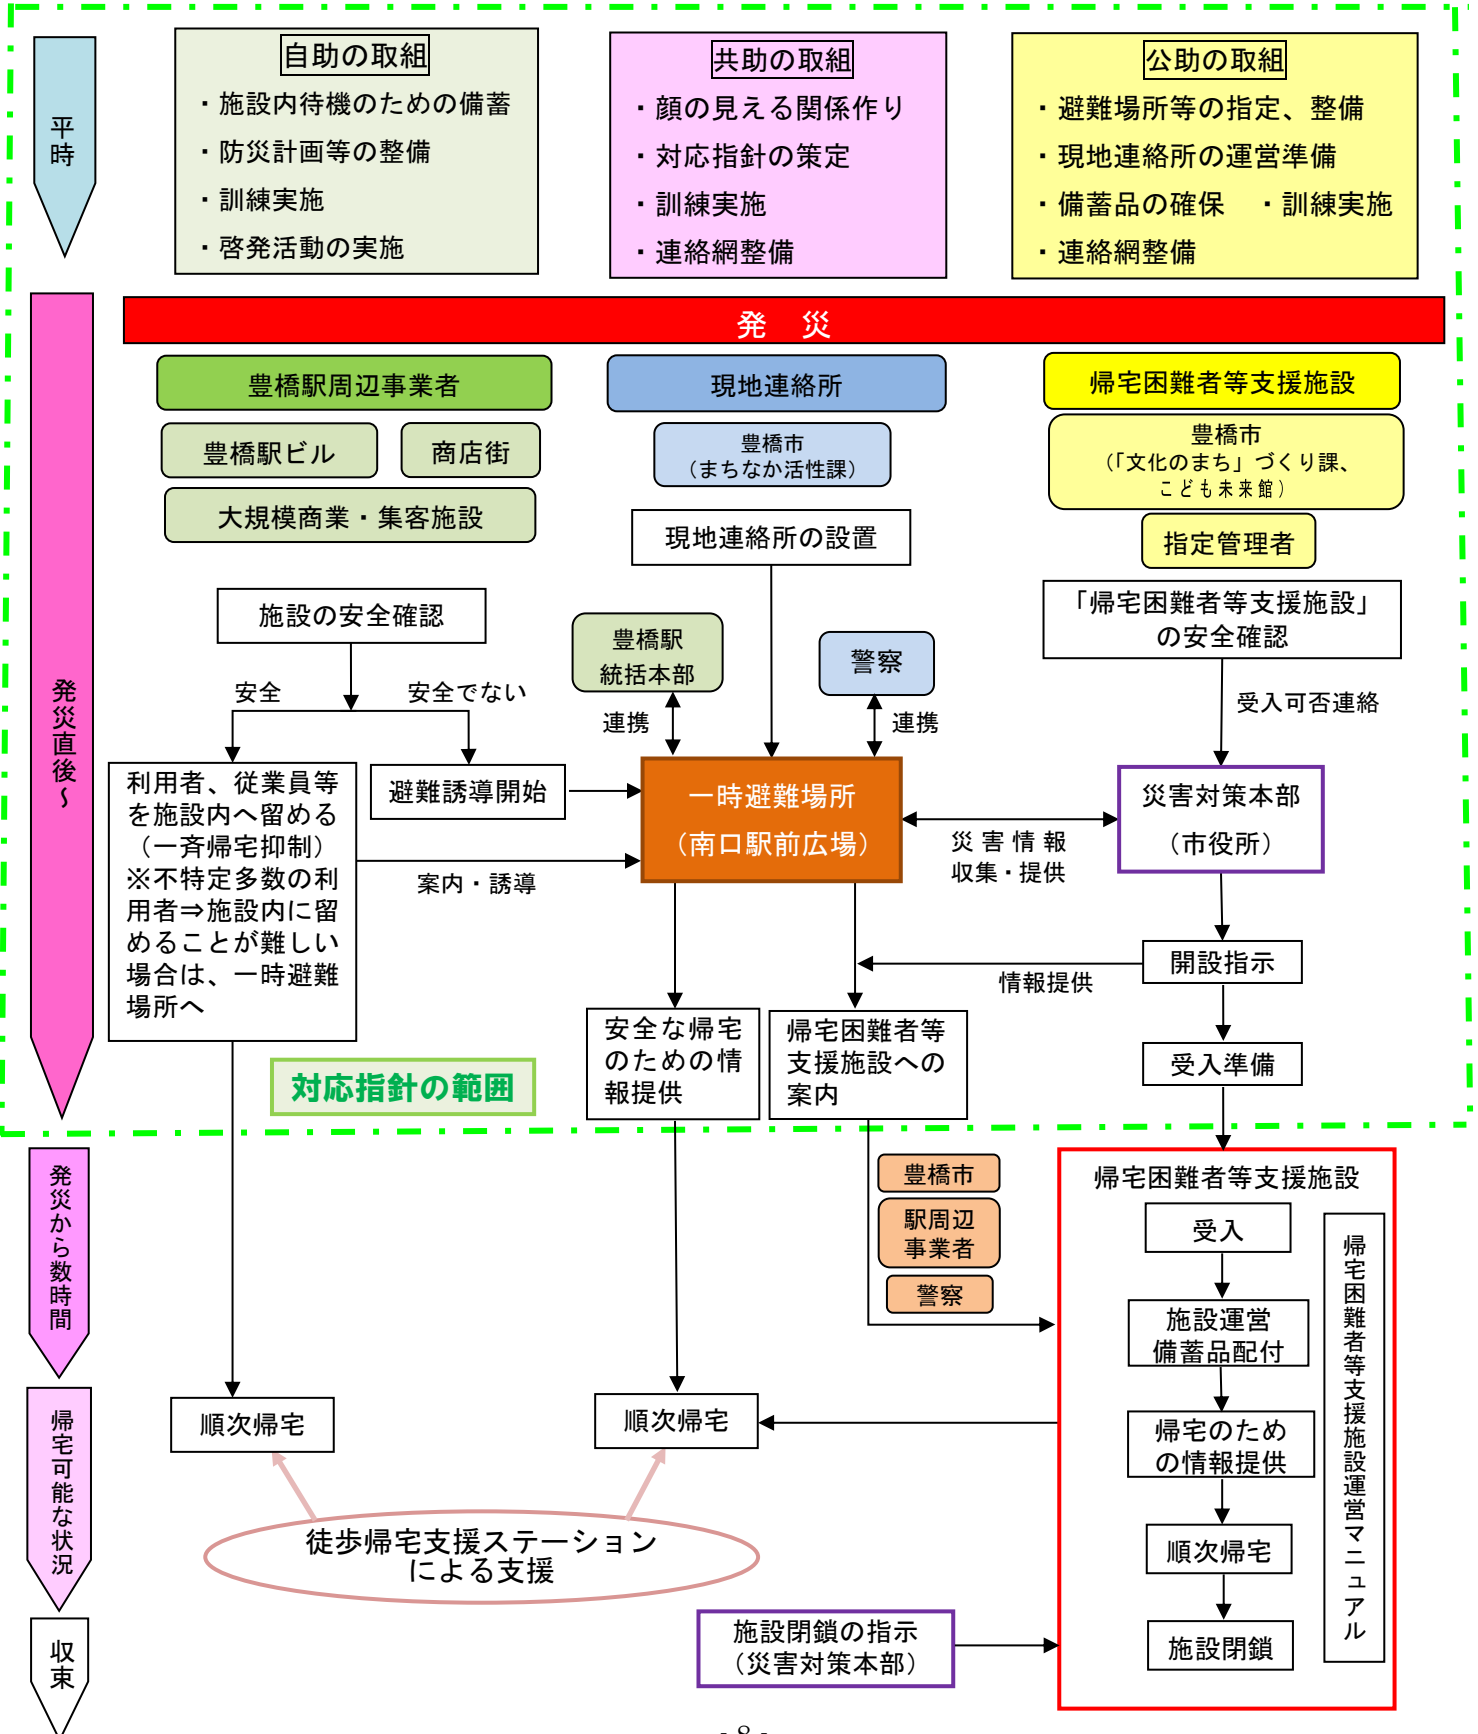 平時
自助の取組
・施設内待機のための備蓄
・防災計画等の整備
・訓練実施
・啓発活動の実施
共助の取組
・顔の見える関係作り
・対応指針の策定
・訓練実施
・連絡網整備
公助の取組
・避難場所等の指定、整備
・現地連絡所の運営準備
・備蓄品の確保　・訓練実施
・連絡網整備
発　災
発災直後～
豊橋駅周辺事業者
豊橋駅ビル
商店街
大規模商業・集客施設
現地連絡所
豊橋市
（まちなか活性課）
現地連絡所の設置
帰宅困難者等支援施設
豊橋市
（「文化のまち」づくり課、
こども未来館）
指定管理者
施設の安全確認
安全
安全でない
豊橋駅
統括本部
連携
警察
連携
「帰宅困難者等支援施設」
の安全確認
受入可否連絡
利用者、従業員等
を施設内へ留める
（一斉帰宅抑制）
※不特定多数の利
用者⇒施設内に留
めることが難しい
場合は、一時避難
場所へ
避難誘導開始
案内・誘導
一時避難場所
（南口駅前広場）
災害情報
収集・提供
災害対策本部
（市役所）
開設指示
情報提供
受入準備
安全な帰宅
のための情
報提供
帰宅困難者等
支援施設への
案内
対応指針の範囲
発災から数時間
豊橋市
駅周辺
事業者
警察
帰宅困難者等支援施設
受入
施設運営
備蓄品配付
帰宅のため
の情報提供
順次帰宅
施設閉鎖
帰宅困難者等支援施設運営マニュアル
帰宅可能な状況
順次帰宅
順次帰宅
徒歩帰宅支援ステーション
による支援
収束
施設閉鎖の指示
（災害対策本部）
- 8 -